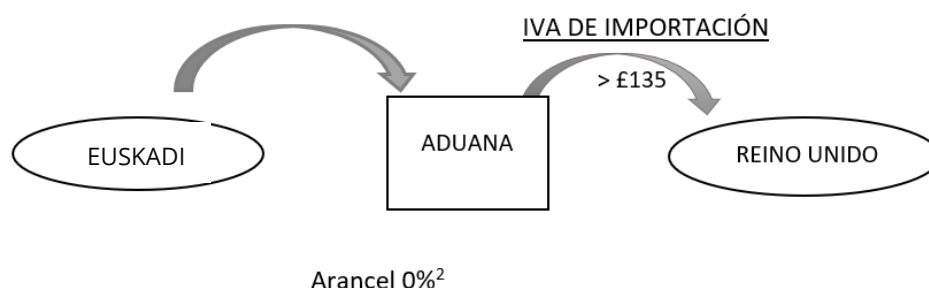 IVA DE IMPORTACIÓN
> £135
EUSKADI
ADUANA
REINO UNIDO
Arancel 0%²